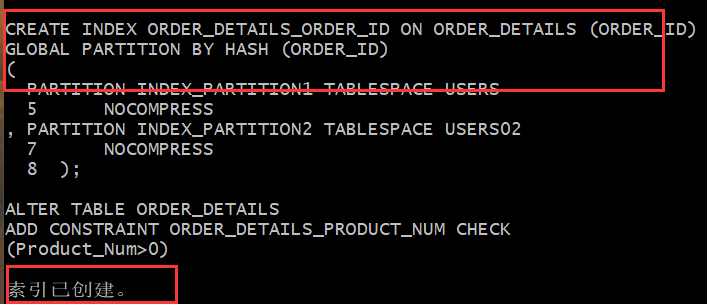 CREATE INDEX ORDER_DETAILS_ORDER_ID ON ORDER_DETAILS (ORDER_ID)
GLOBAL PARTITION BY HASH (ORDER_ID)
(
  PARTITION INDEX_PARTITION1 TABLESPACE USERS
  5      NOCOMPRESS
, PARTITION INDEX_PARTITION2 TABLESPACE USERS02
  7      NOCOMPRESS
  8  );
ALTER TABLE ORDER_DETAILS
ADD CONSTRAINT ORDER_DETAILS_PRODUCT_NUM CHECK
(Product_Num>0)
索引已创建。